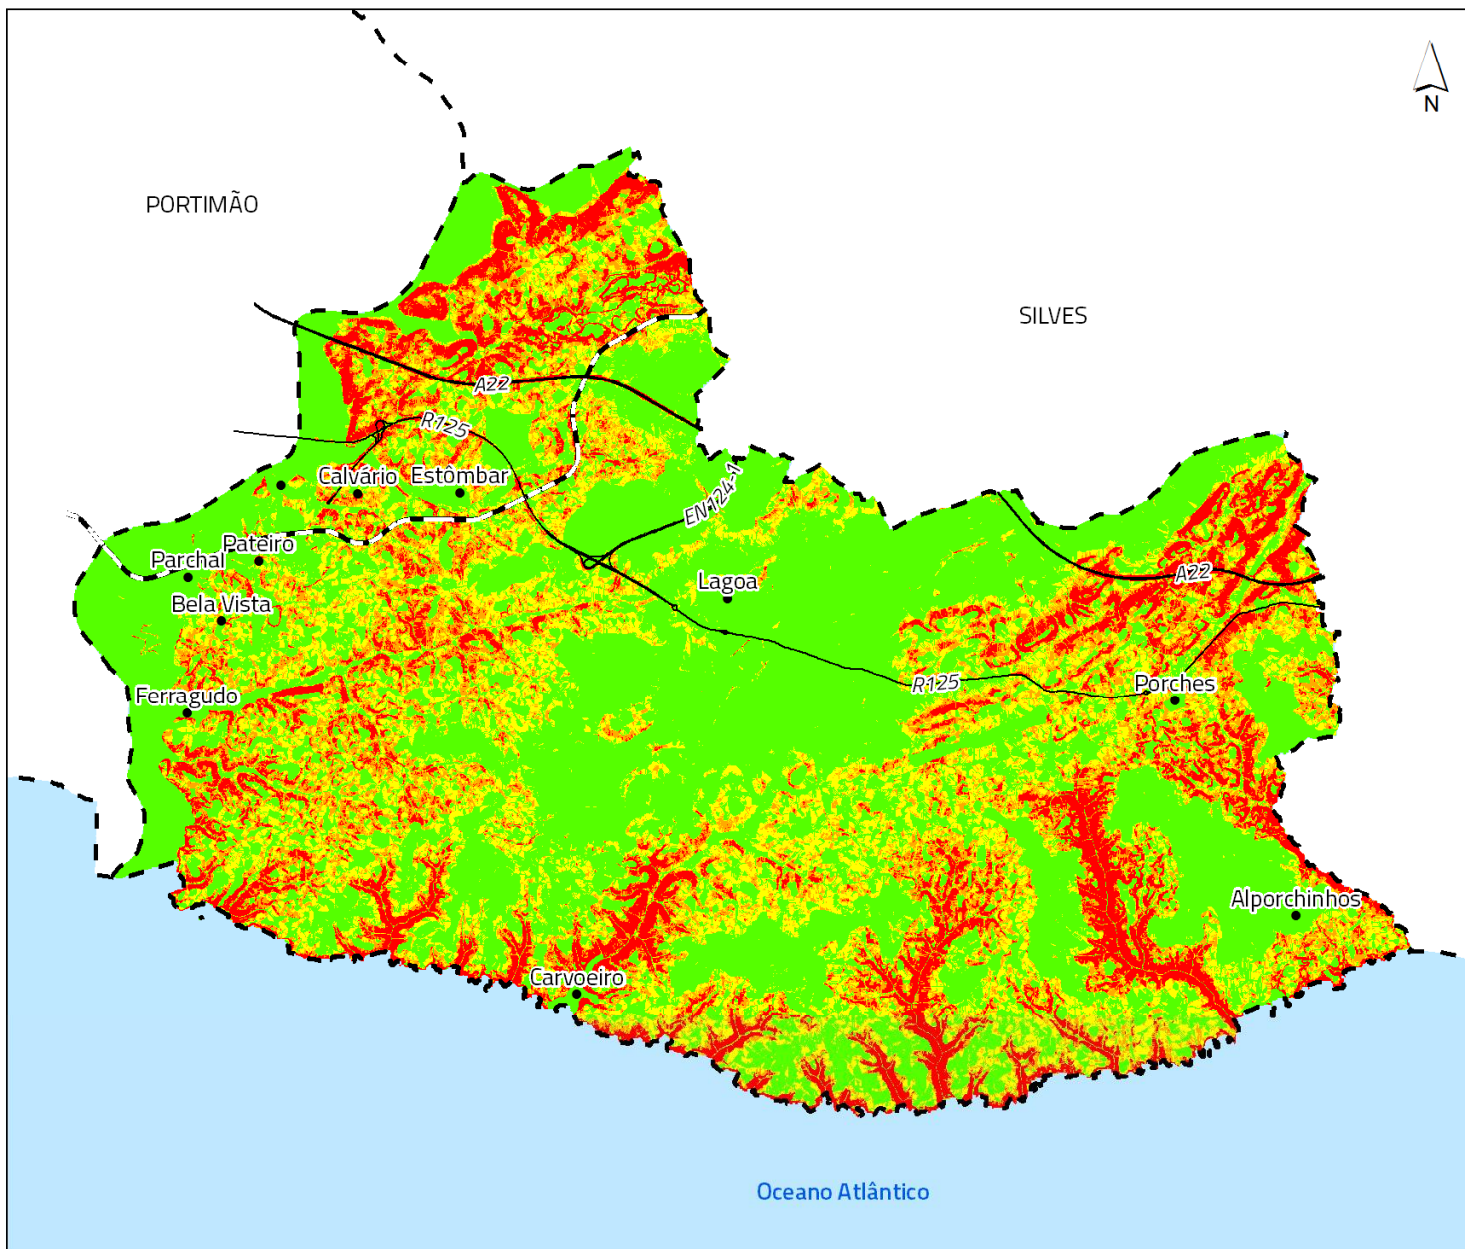 N
PORTIMÃO
SILVES
A22
R125
Calvário
Estômbar
EN124-1
Patêiro
Parchal
A22
Lagoa
Bela Vista
R125
Porches
Ferragudo
Alporchinhos
Carvoeiro
Oceano Atlântico